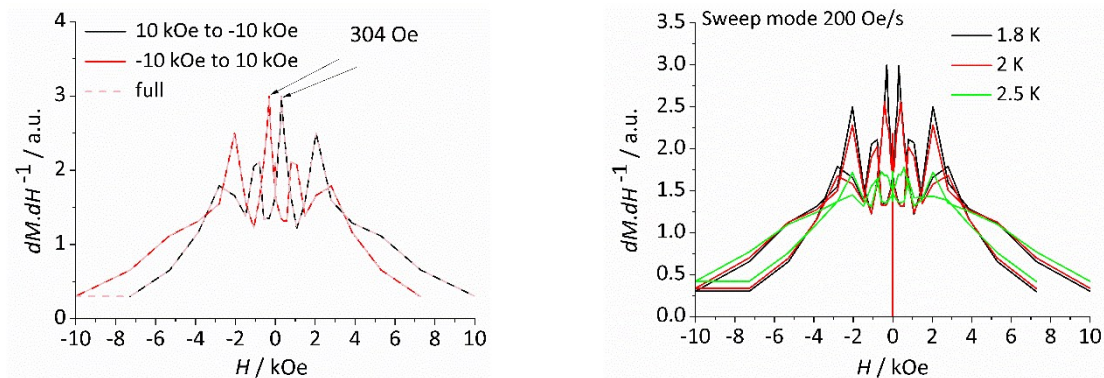 4
3
2
1
0
dM.dH⁻¹ / a.u.
10 kOe to -10 kOe
-10 kOe to 10 kOe
full
304 Oe
-10 -8 -6 -4 -2 0 2 4 6 8 10
H / kOe
3.5
3.0
2.5
2.0
1.5
1.0
0.5
0.0
dM.dH⁻¹ / a.u.
Sweep mode 200 Oe/s
1.8 K
2 K
2.5 K
-10 -8 -6 -4 -2 0 2 4 6 8 10
H / kOe